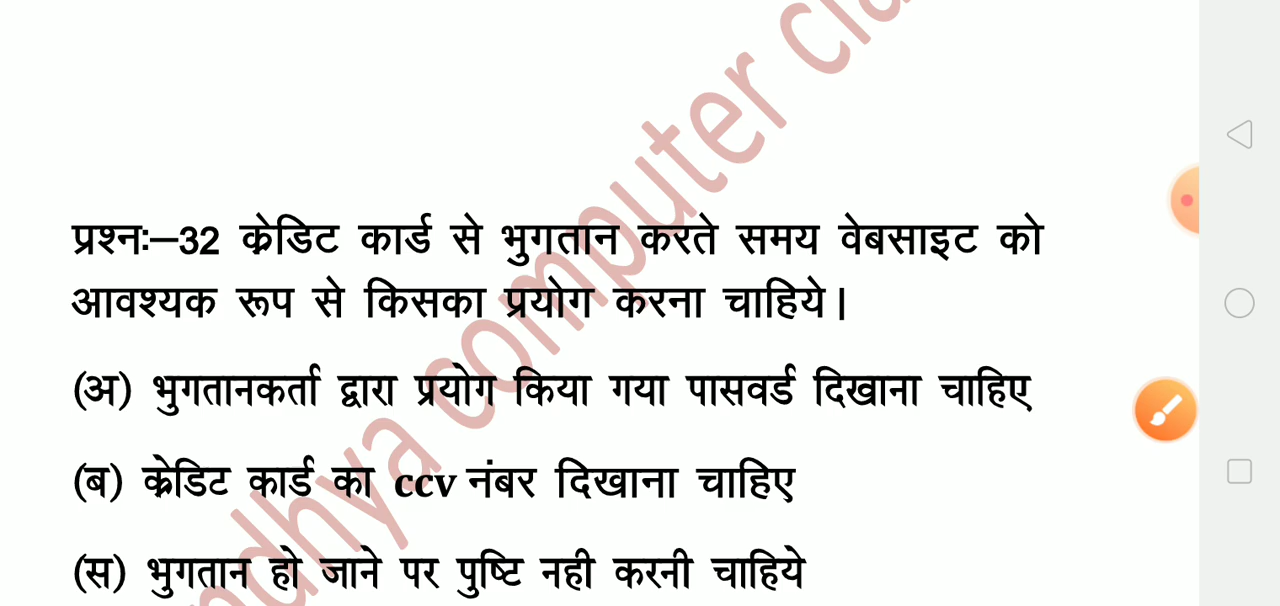 प्रश्नः–32 क्रेडिट कार्ड से भुगतान करते समय वेबसाइट को
आवश्यक रूप से किसका प्रयोग करना चाहिये।
(अ) भुगतानकर्ता द्वारा प्रयोग किया गया पासवर्ड दिखाना चाहिए
(ब) क्रेडिट कार्ड का ccv नंबर दिखाना चाहिए
(स) भुगतान हो जाने पर पुष्टि नही करनी चाहिये
computer